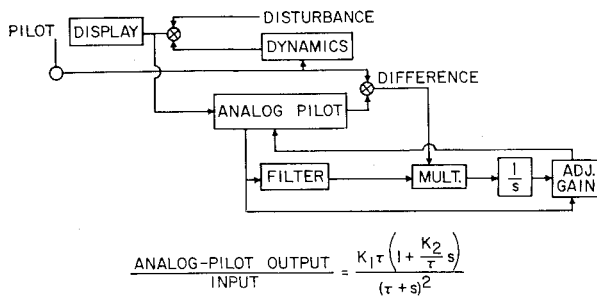 DISTURBANCE
PILOT
DISPLAY
DYNAMICS
DIFFERENCE
ANALOG PILOT
FILTER
MULT.
1/s
ADJ. GAIN
ANALOG-PILOT OUTPUT / INPUT = K₁τ(1 + K₂/τ s) / (τ + s)²